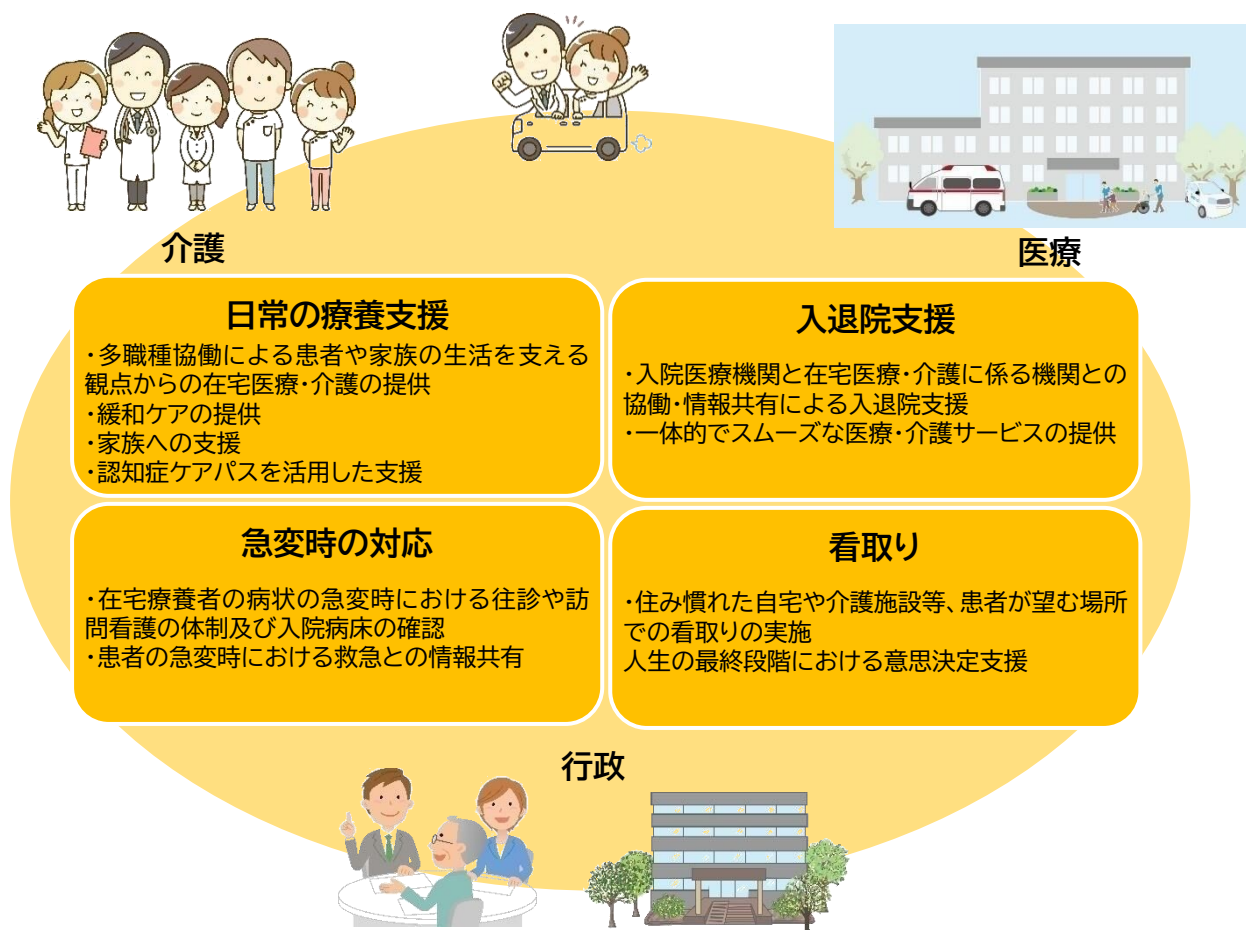 介護
医療
日常の療養支援
・多職種協働による患者や家族の生活を支える
観点からの在宅医療・介護の提供
・緩和ケアの提供
・家族への支援
・認知症ケアパスを活用した支援
入退院支援
・入院医療機関と在宅医療・介護に係る機関との
協働・情報共有による入退院支援
・一体的でスムーズな医療・介護サービスの提供
急変時の対応
・在宅療養者の病状の急変時における往診や訪
問看護の体制及び入院病床の確認
・患者の急変時における救急との情報共有
看取り
・住み慣れた自宅や介護施設等、患者が望む場所
での看取りの実施
人生の最終段階における意思決定支援
行政